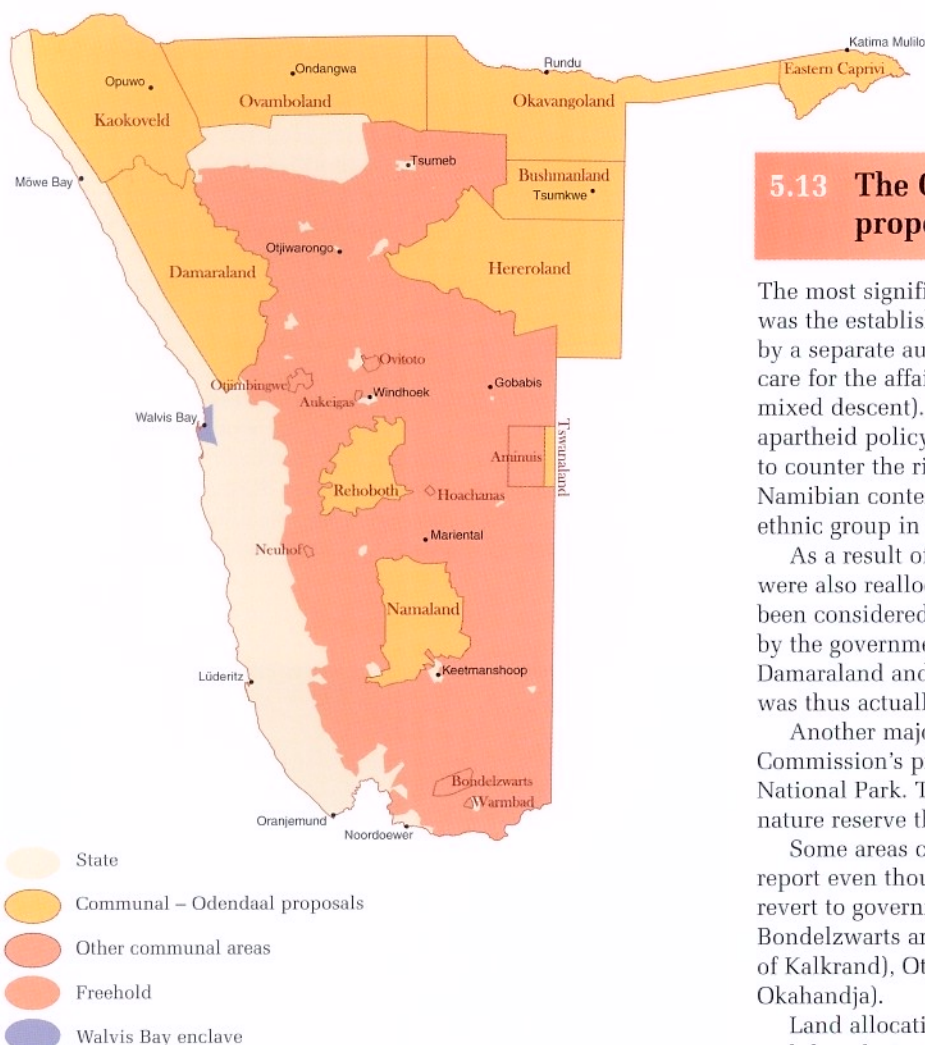 Katima Mulilo
Rundu
Eastern Caprivi
Ondangwa
Opuwo
Ovamboland
Okavangoland
Kaokoveld
Tsumeb
Bushmanland
Tsumkwe
Möwe Bay
Otjiwarongo
Damaraland
Hereroland
Ovitoto
Otjimbingwe
Gobabis
Aukeigas
Windhoek
Walvis Bay
Tswanaland
Aminuis
Rehoboth
Hoachanas
Mariental
Neuhof
Namaland
Keetmanshoop
Lüderitz
Bondelzwarts
Warmbad
Oranjemund
Noordoewer
State
Communal – Odendaal proposals
Other communal areas
Freehold
Walvis Bay enclave
5.13 The
prop
The most signifi
was the establis
by a separate au
care for the affai
mixed descent).
apartheid policy
to counter the ri
Namibian conte
ethnic group in
As a result of
were also reallo
been considered
by the governme
Damaraland and
was thus actuall
Another majo
Commission's p
National Park. T
nature reserve th
Some areas o
report even thou
revert to govern
Bondelzwarts an
of Kalkrand), Ot
Okahandja).
Land allocati